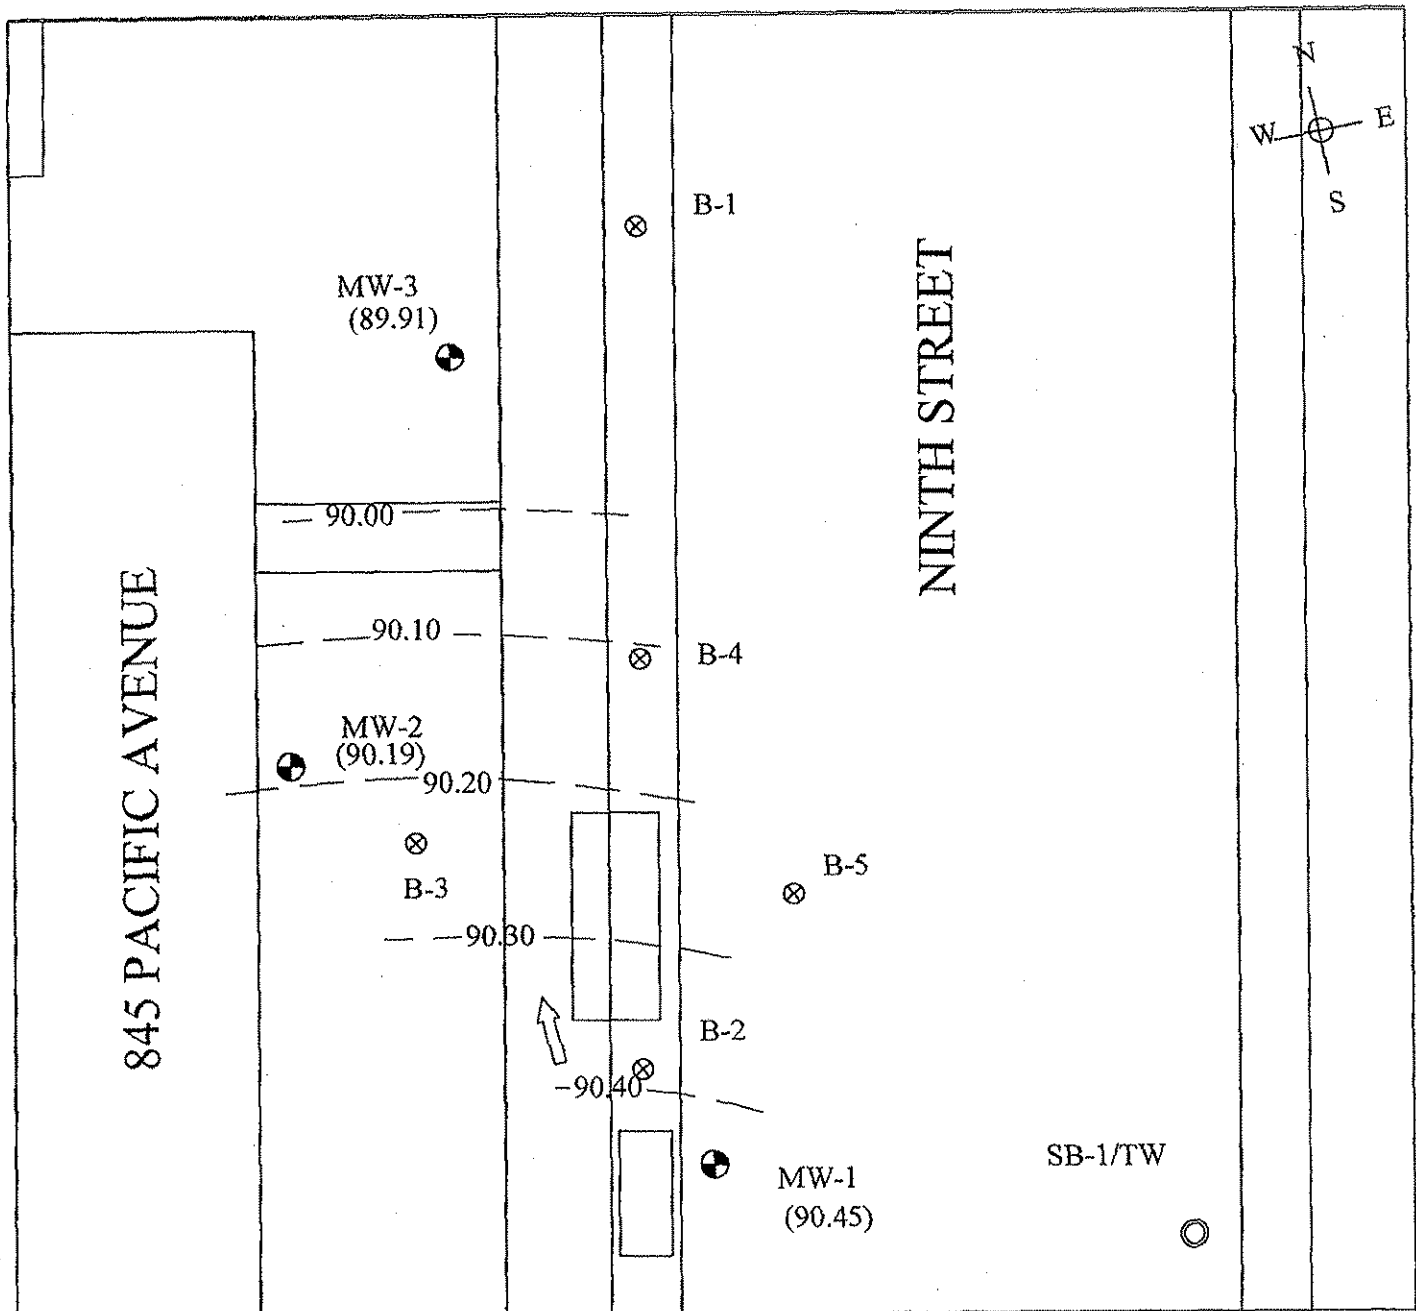 N
W
E
S
B-1
NINTH STREET
MW-3
(89.91)
90.00
845 PACIFIC AVENUE
90.10
B-4
MW-2
(90.19)
90.20
B-3
B-5
90.30
B-2
90.40
MW-1
(90.45)
SB-1/TW